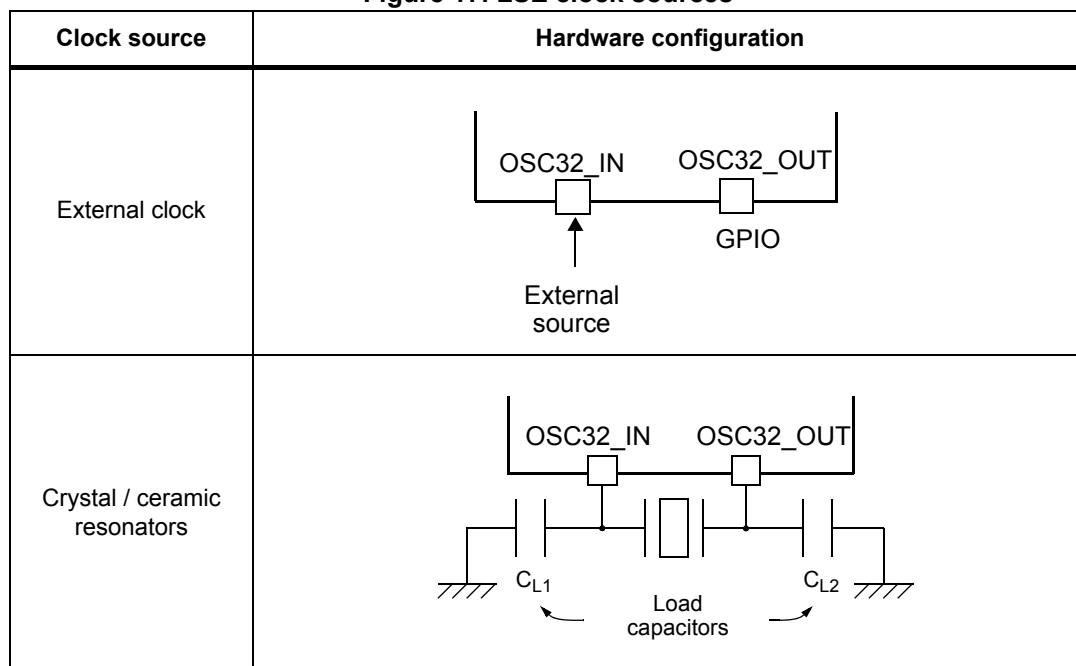 Figure 17. LSE clock sources
Clock source
Hardware configuration
External clock
OSC32_IN
OSC32_OUT
GPIO
External
source
Crystal / ceramic
resonators
OSC32_IN
OSC32_OUT
CL1
CL2
Load
capacitors